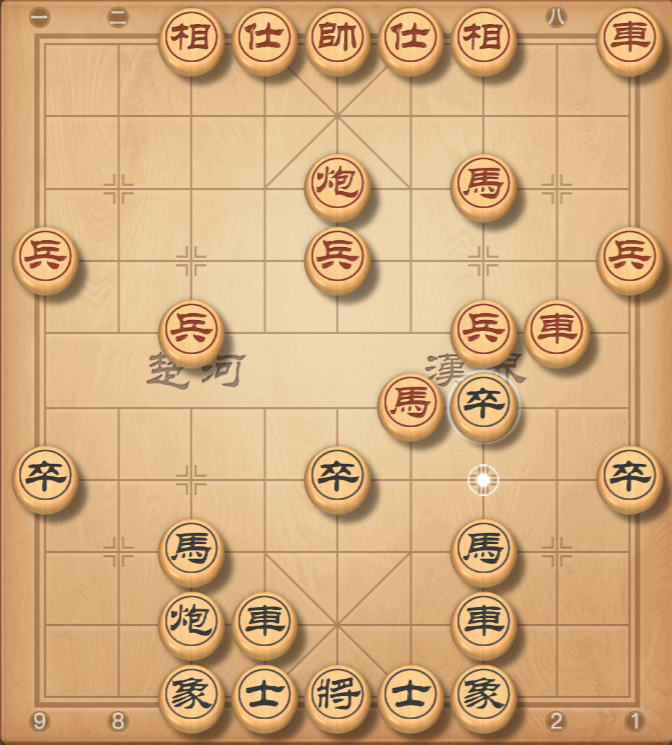 一 二 八
相 仕 帥 仕 相 車
炮 馬
兵 兵 兵
兵 兵 車
楚河 漢界
馬 卒
卒 卒 卒
馬 馬
炮 車 車
象 士 將 士 象
9 8 2 1